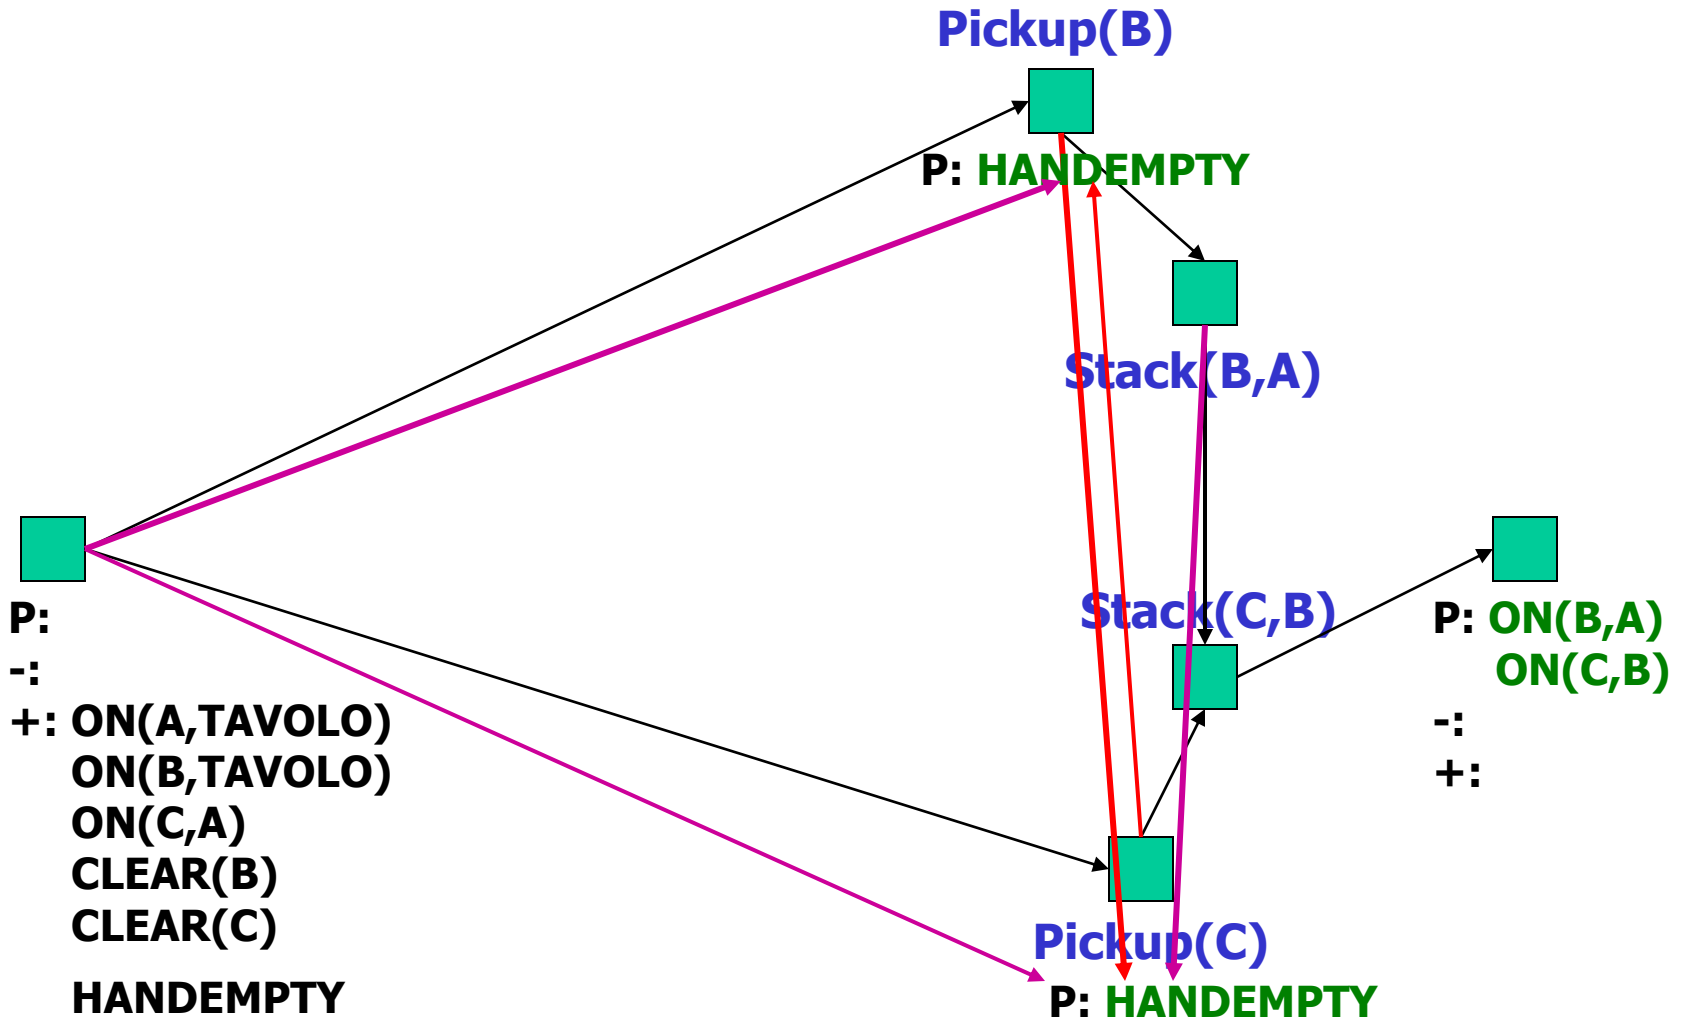 Pickup(B)
P: HANDEMPTY
Stack(B,A)
Stack(C,B)
P:
-:
+: ON(A,TAVOLO)
ON(B,TAVOLO)
ON(C,A)
CLEAR(B)
CLEAR(C)
HANDEMPTY
P: ON(B,A)
ON(C,B)
-:
+:
Pickup(C)
P: HANDEMPTY